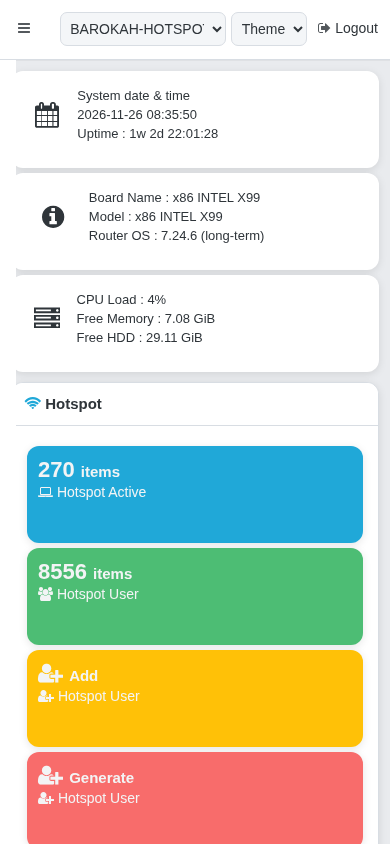 BAROKAH-HOTSPOT Theme Logout
System date & time
2026-11-26 08:35:50
Uptime : 1w 2d 22:01:28
Board Name : x86 INTEL X99
Model : x86 INTEL X99
Router OS : 7.24.6 (long-term)
CPU Load : 4%
Free Memory : 7.08 GiB
Free HDD : 29.11 GiB
Hotspot
270 items
Hotspot Active
8556 items
Hotspot User
Add
Hotspot User
Generate
Hotspot User